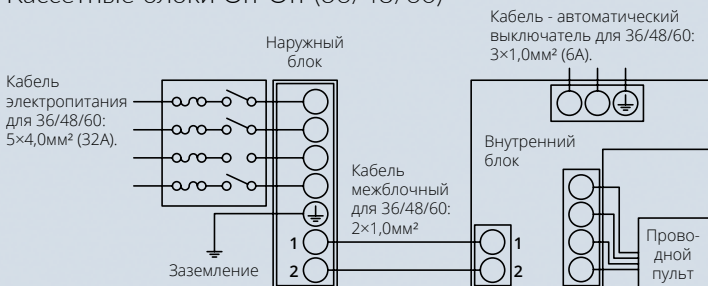 Кассетные блоки On-Off (36/48/60)
Кабель - автоматический
выключатель для 36/48/60:
3×1,0мм² (6А).
Наружный
блок
Кабель
электропитания
для 36/48/60:
5×4,0мм² (32А).
Внутренний
блок
Кабель
межблочный
для 36/48/60:
2×1,0мм²
Прово-
дной
пульт
1
1
2
2
Заземление